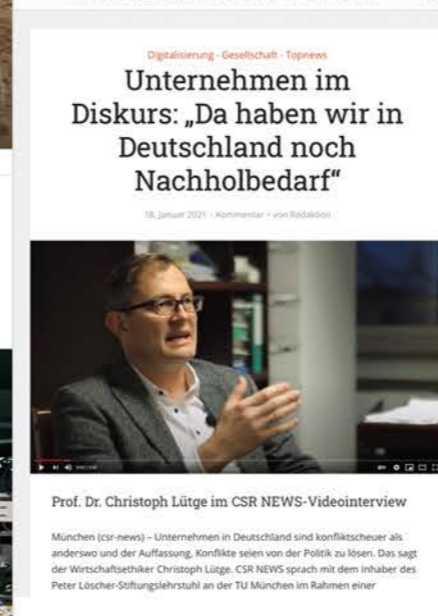 Digitalisierung - Gesellschaft - Topnews
Unternehmen im
Diskurs: „Da haben wir in
Deutschland noch
Nachholbedarf“
18. Januar 2021 - Kommentar - von Redaktion
Prof. Dr. Christoph Lütge im CSR NEWS-Videointerview
München (csr-news) – Unternehmen in Deutschland sind konfliktscheuer als
anderswo und der Auffassung, Konflikte seien von der Politik zu lösen. Das sagt
der Wirtschaftsethiker Christoph Lütge. CSR NEWS sprach mit dem Inhaber des
Peter Löscher-Stiftungslehrstuhl an der TU München im Rahmen einer